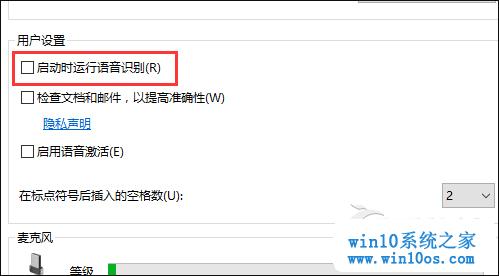 用户设置
启动时运行语音识别(R)
检查文档和邮件，以提高准确性(W)
隐私声明
启用语音激活(E)
在标点符号后插入的空格数(U):
2
麦克风
等级
win10系统之家
www.win10os.com